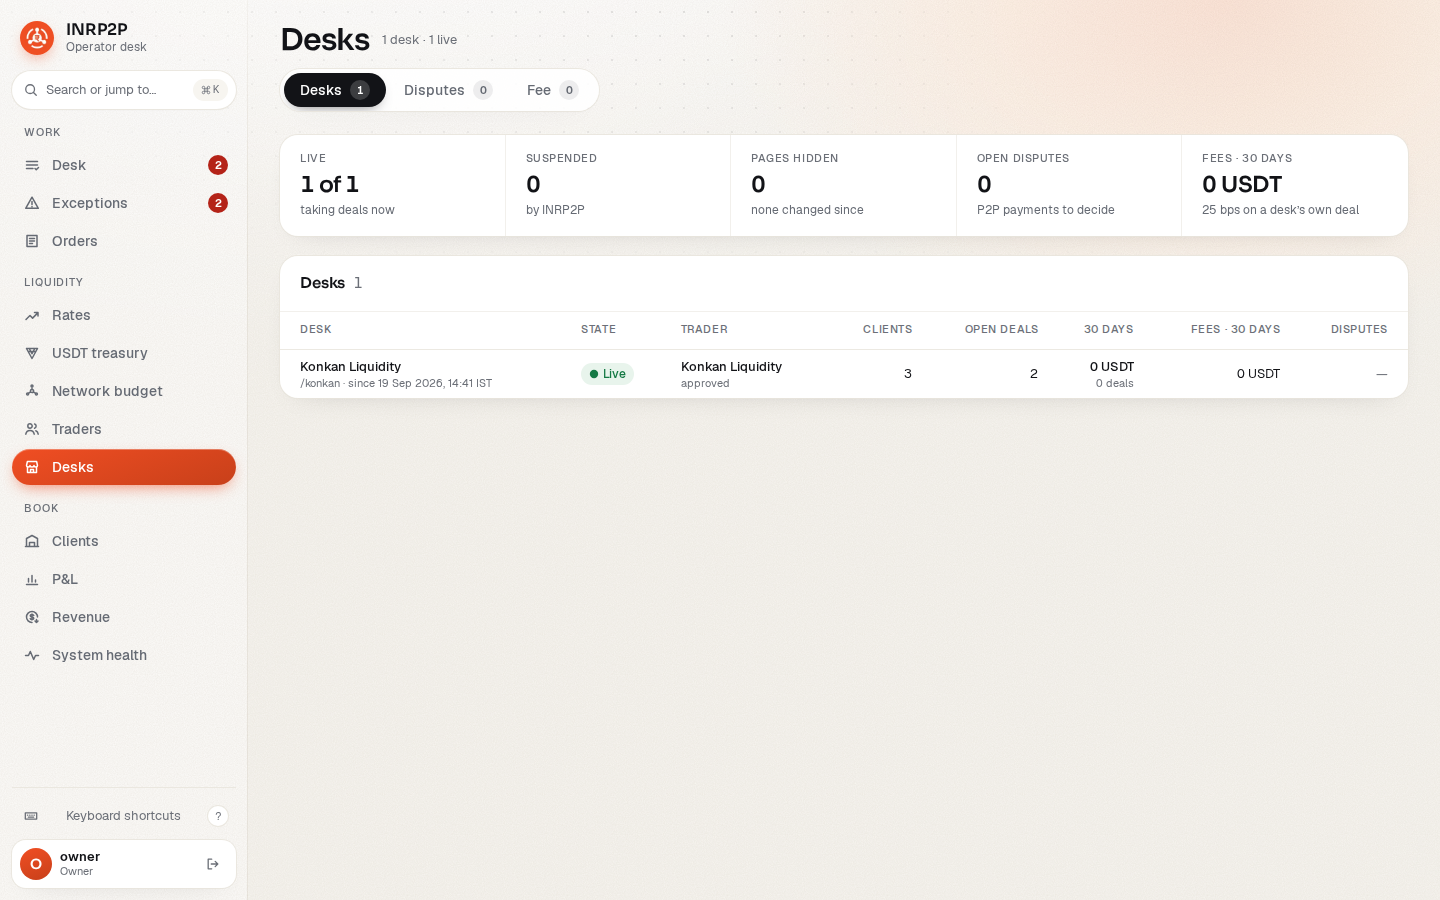 INRP2P
Operator desk
Search or jump to...
⌘K
WORK
Desk 2
Exceptions 2
Orders
LIQUIDITY
Rates
USDT treasury
Network budget
Traders
Desks
BOOK
Clients
P&L
Revenue
System health
Keyboard shortcuts ?
O
owner
Owner
Desks 1 desk · 1 live
Desks 1 Disputes 0 Fee 0
LIVE
1 of 1
taking deals now
SUSPENDED
0
by INRP2P
PAGES HIDDEN
0
none changed since
OPEN DISPUTES
0
P2P payments to decide
FEES · 30 DAYS
0 USDT
25 bps on a desk's own deal
Desks 1
DESK STATE TRADER CLIENTS OPEN DEALS 30 DAYS FEES · 30 DAYS DISPUTES
Konkan Liquidity Live Konkan Liquidity 3 2 0 USDT 0 USDT —
/konkan · since 19 Sep 2026, 14:41 IST approved 0 deals